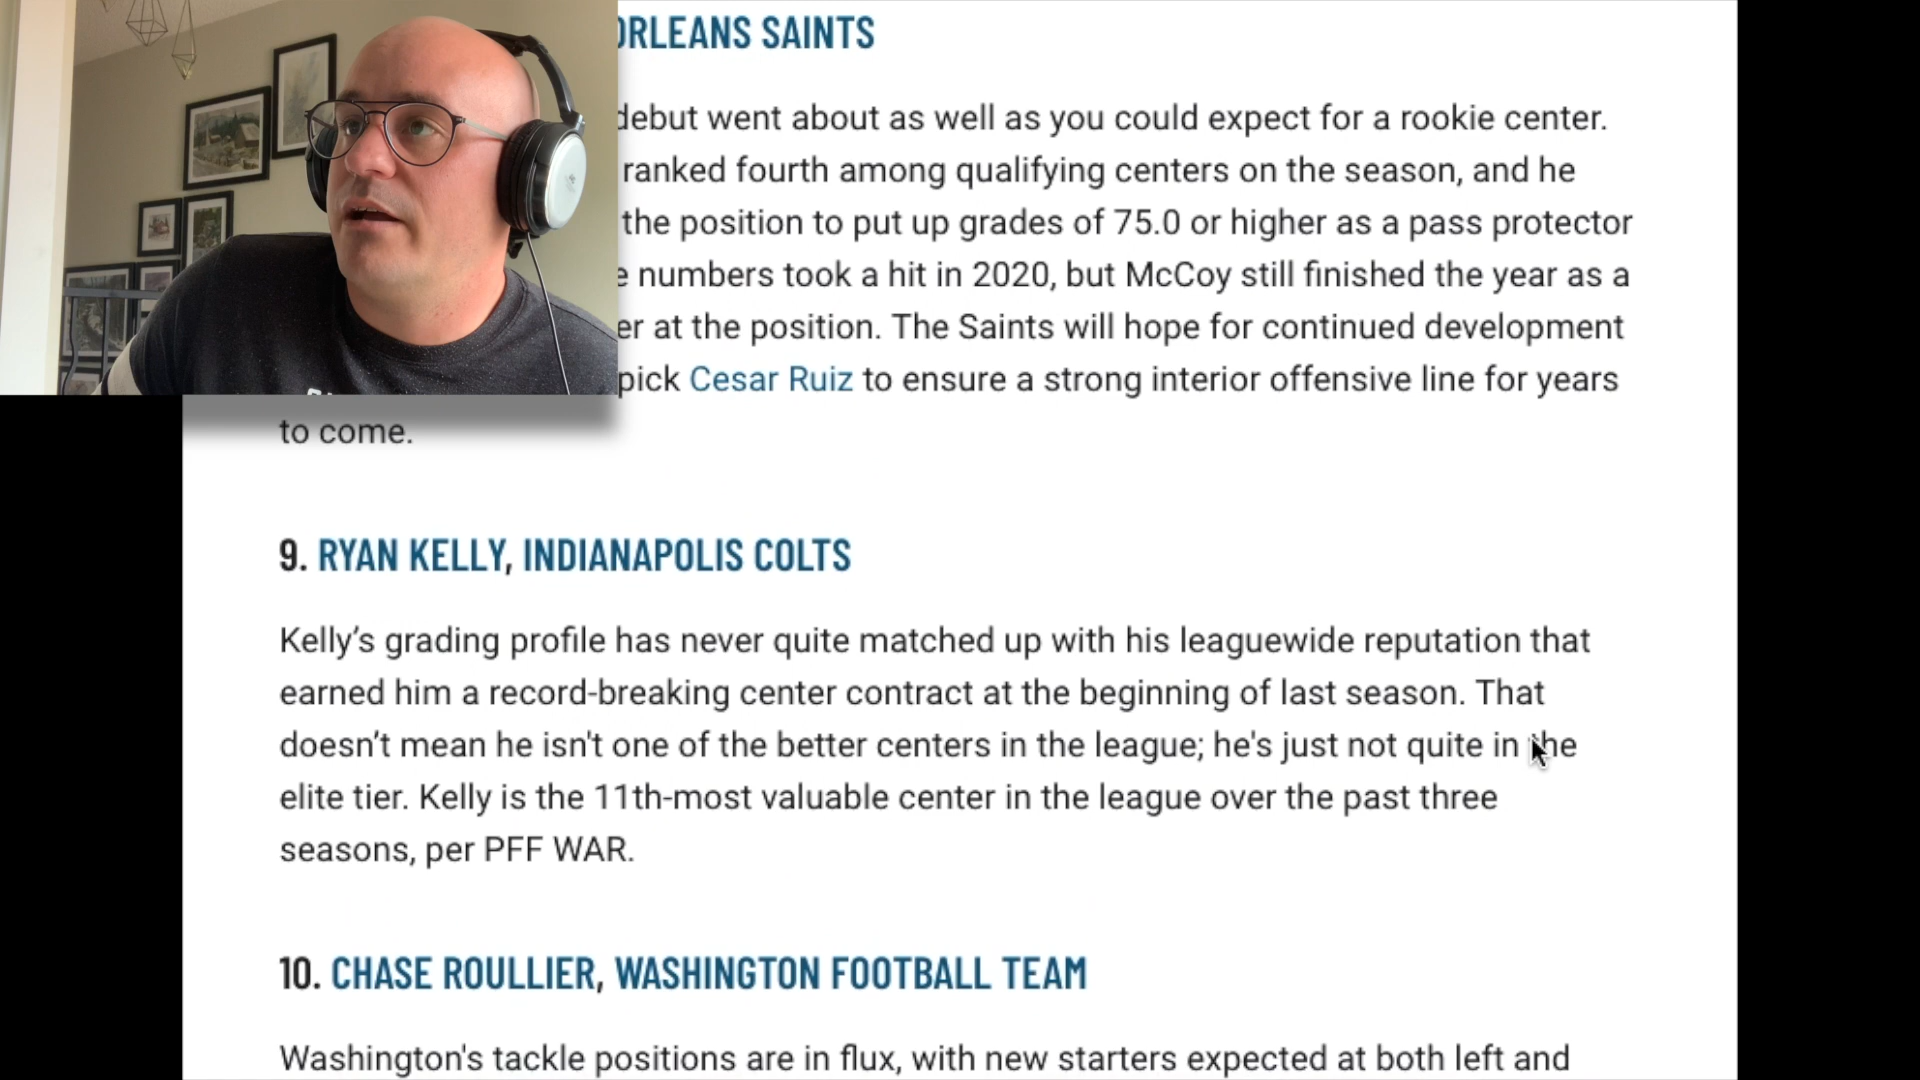 ORLEANS SAINTS
debut went about as well as you could expect for a rookie center.
ranked fourth among qualifying centers on the season, and he
the position to put up grades of 75.0 or higher as a pass protector
numbers took a hit in 2020, but McCoy still finished the year as a
er at the position. The Saints will hope for continued development
pick Cesar Ruiz to ensure a strong interior offensive line for years
to come.
9. RYAN KELLY, INDIANAPOLIS COLTS
Kelly’s grading profile has never quite matched up with his leaguewide reputation that
earned him a record-breaking center contract at the beginning of last season. That
doesn’t mean he isn't one of the better centers in the league; he's just not quite in the
elite tier. Kelly is the 11th-most valuable center in the league over the past three
seasons, per PFF WAR.
10. CHASE ROULLIER, WASHINGTON FOOTBALL TEAM
Washington's tackle positions are in flux, with new starters expected at both left and